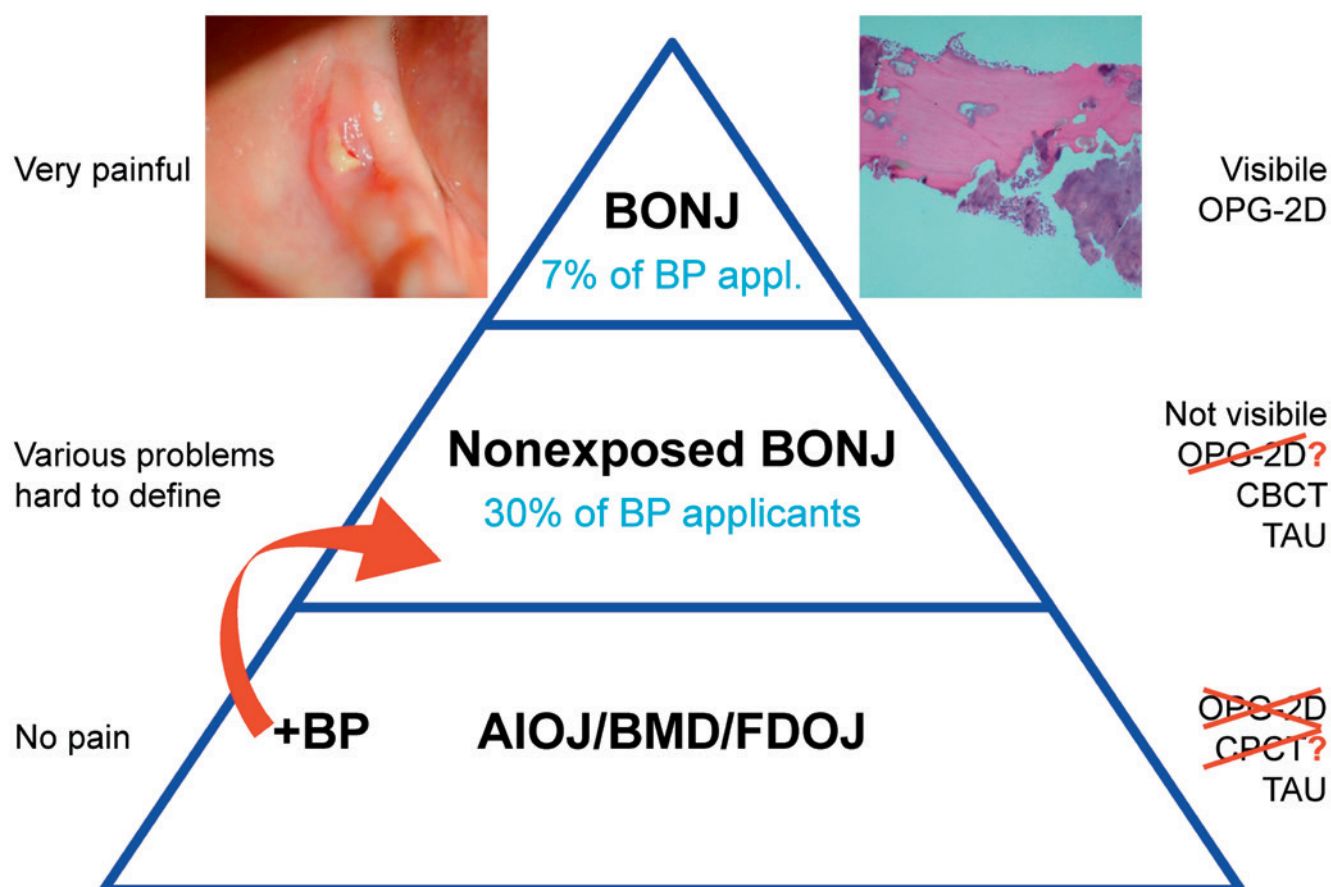 Very painful
BONJ
7% of BP appl.
Visibile
OPG-2D
Various problems
hard to define
Nonexposed BONJ
30% of BP applicants
Not visibile
OPG-2D?
CBCT
TAU
No pain
+BP
AIOJ/BMD/FDOJ
OPG-2D
CPCT?
TAU